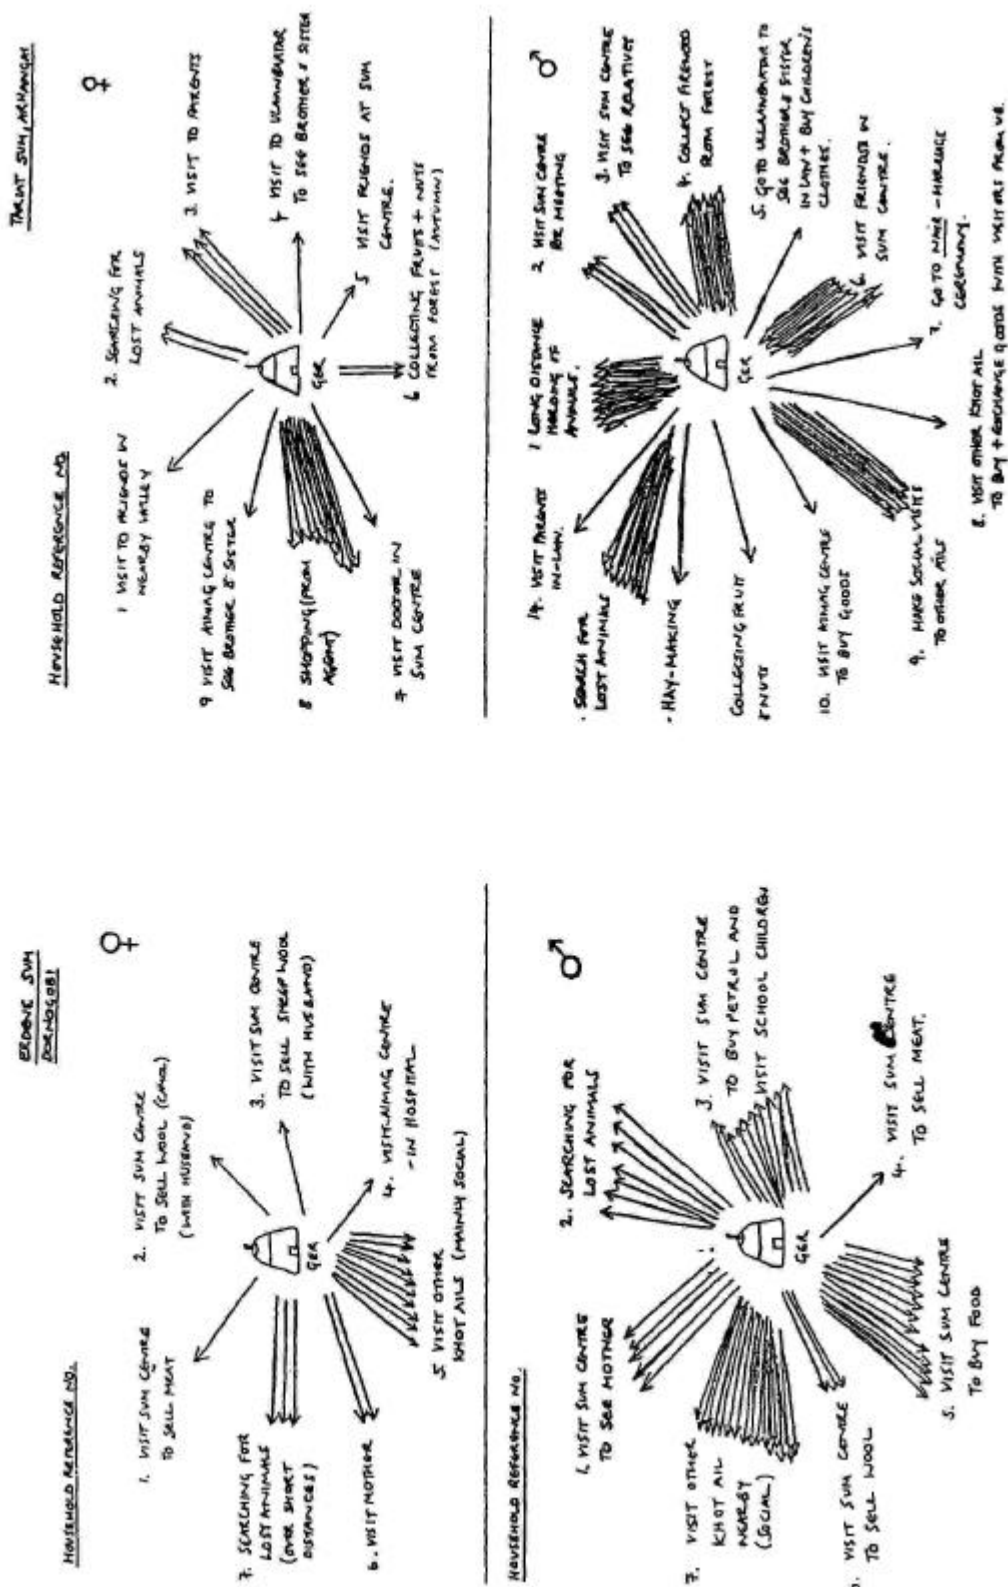 ERDENE SUM
DORNOGOBI
HOUSEHOLD REFERENCE NO.
♀
1. VISIT SUM CENTRE
TO SELL MEAT
2. VISIT SUM CENTRE
TO SELL WOOL (CAMEL)
(WITH HUSBAND)
3. VISIT SUM CENTRE
TO SELL SHEEP WOOL
(WITH HUSBAND)
4. VISIT AIMAG CENTRE
- IN HOSPITAL
5 VISIT OTHER
KHOT AILS (MAINLY SOCIAL)
6. VISIT MOTHER
7. SEARCHING FOR
LOST ANIMALS
(OVER SHORT
DISTANCES)
GER
HOUSEHOLD REFERENCE NO.
♂
1. VISIT SUM CENTRE
TO SEE MOTHER
2. SEARCHING FOR
LOST ANIMALS
3. VISIT SUM CENTRE
TO BUY PETROL AND
VISIT SCHOOL CHILDREN
4. VISIT SUM CENTRE
TO SELL MEAT.
5. VISIT SUM CENTRE
TO BUY FOOD
VISIT SUM CENTRE
TO SELL WOOL
7. VISIT OTHER
KHOT AIL
NEARBY
(SOCIAL)
GER
TARIAT SUM, ARHANGAI
HOUSEHOLD REFERENCE NO.
♀
1 VISIT TO FRIENDS IN
NEARBY VALLEY
2. SEARCHING FOR
LOST ANIMALS
3. VISIT TO PARENTS
4 VISIT TO ULAANBAATAR
TO SEE BROTHER & SISTER
5 VISIT FRIENDS AT SUM
CENTRE.
6 COLLECTING FRUITS + NUTS
FROM FOREST (AUTUMN)
7 VISIT DOCTOR IN
SUM CENTRE
8 SHOPPING (FROM
AGENT)
9 VISIT AIMAG CENTRE TO
SEE BROTHER & SISTER
GER
♂
1 LONG DISTANCE
HERDING OF
ANIMALS.
2 VISIT SUM CENTRE
FOR MEETING
3. VISIT SUM CENTRE
TO SEE RELATIVES
4. COLLECT FIREWOOD
FROM FOREST
5. GO TO ULAANBAATAR TO
SEE BROTHER & SISTER
IN LAW + BUY CHILDREN'S
CLOTHES.
6. VISIT FRIENDS IN
SUM CENTRE.
7. GO TO NAIR - MARRIAGE
CEREMONY.
8. VISIT OTHER KHOT AIL
TO BUY + EXCHANGE GOODS WITH VISITORS FROM UB.
9. MAKE SOCIAL VISITS
TO OTHER AILS
10. VISIT AIMAG CENTRE
TO BUY GOODS
COLLECTING FRUIT
& NUTS
- HAY-MAKING
. SEARCH FOR
LOST ANIMALS
14. VISIT PARENTS
IN-LAW.
GER